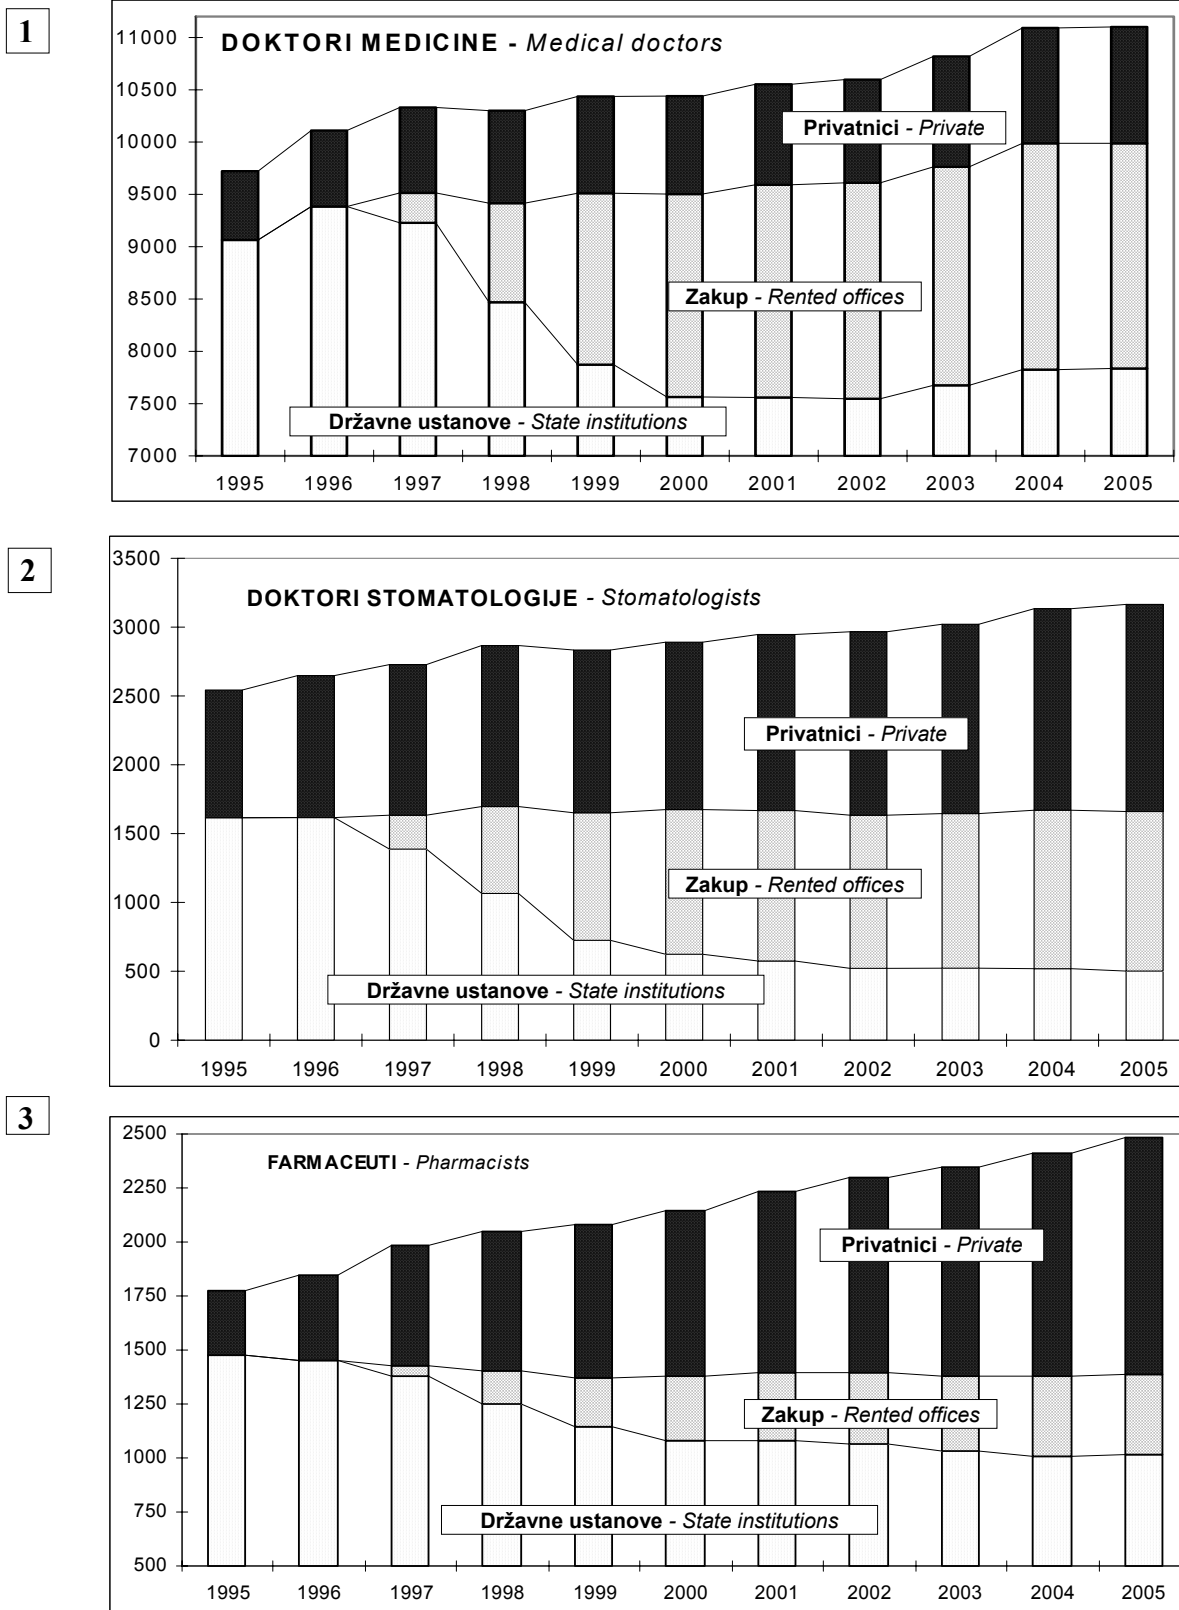 1
DOKTORI MEDICINE - Medical doctors
11000
10500
10000
9500
9000
8500
8000
7500
7000
Privatnici - Private
Zakup - Rented offices
Državne ustanove - State institutions
1995 1996 1997 1998 1999 2000 2001 2002 2003 2004 2005
2
DOKTORI STOMATOLOGIJE - Stomatologists
3500
3000
2500
2000
1500
1000
500
0
Privatnici - Private
Zakup - Rented offices
Državne ustanove - State institutions
1995 1996 1997 1998 1999 2000 2001 2002 2003 2004 2005
3
FARMACEUTI - Pharmacists
2500
2250
2000
1750
1500
1250
1000
750
500
Privatnici - Private
Zakup - Rented offices
Državne ustanove - State institutions
1995 1996 1997 1998 1999 2000 2001 2002 2003 2004 2005